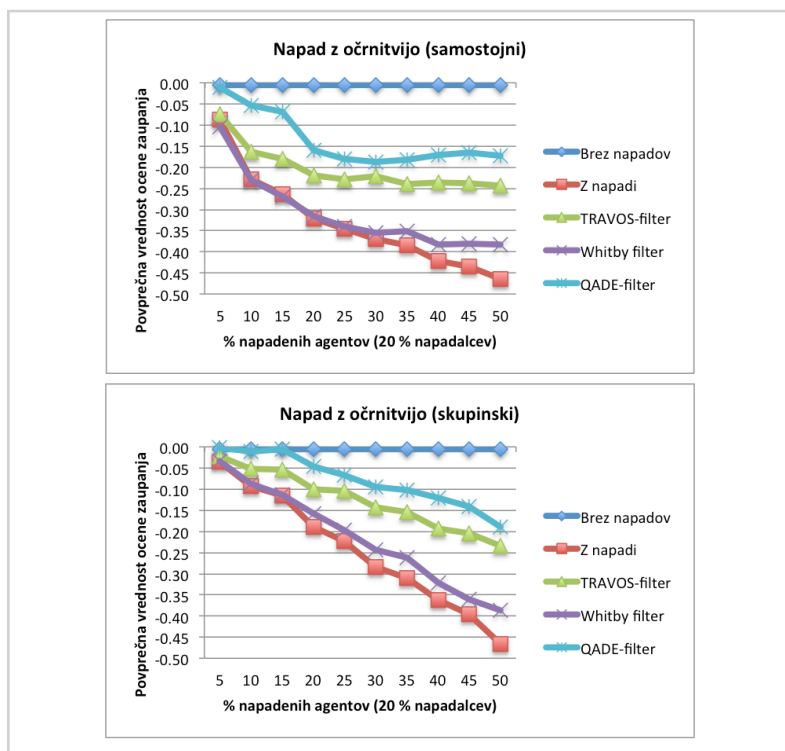 Napad z očrnitvijo (samostojni)
Povprečna vrednost ocene zaupanja
0.00
-0.05
-0.10
-0.15
-0.20
-0.25
-0.30
-0.35
-0.40
-0.45
-0.50
5 10 15 20 25 30 35 40 45 50
% napadenih agentov (20 % napadalcev)
Brez napadov
Z napadi
TRAVOS-filter
Whitby filter
QADE-filter
Napad z očrnitvijo (skupinski)
Povprečna vrednost ocene zaupanja
0.00
-0.05
-0.10
-0.15
-0.20
-0.25
-0.30
-0.35
-0.40
-0.45
-0.50
5 10 15 20 25 30 35 40 45 50
% napadenih agentov (20 % napadalcev)
Brez napadov
Z napadi
TRAVOS-filter
Whitby filter
QADE-filter